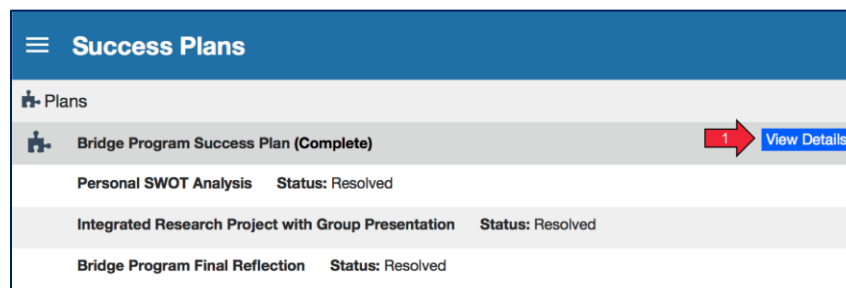 Success Plans
Plans
Bridge Program Success Plan (Complete)
1
View Details
Personal SWOT Analysis Status: Resolved
Integrated Research Project with Group Presentation Status: Resolved
Bridge Program Final Reflection Status: Resolved